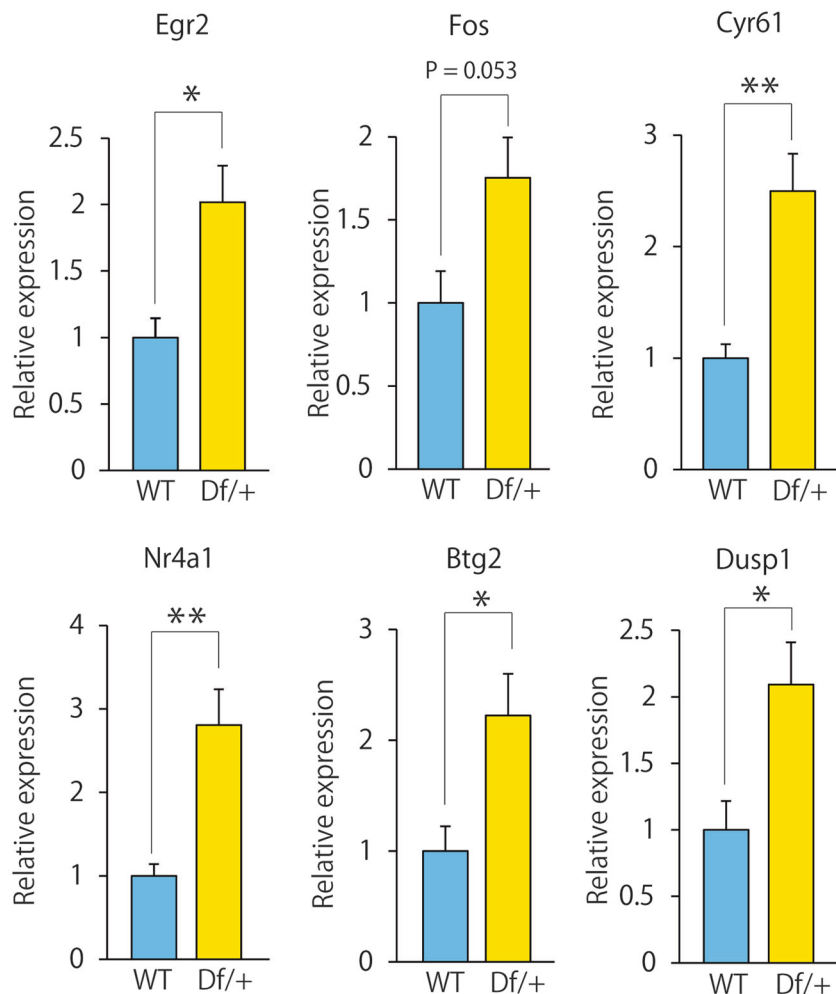 Egr2
*
Relative expression
2.5
2
1.5
1
0.5
0
WT Df/+
Fos
P = 0.053
Relative expression
2
1.5
1
0.5
0
WT Df/+
Cyr61
**
Relative expression
3
2
1
0
WT Df/+
Nr4a1
**
Relative expression
4
3
2
1
0
WT Df/+
Btg2
*
Relative expression
3
2
1
0
WT Df/+
Dusp1
*
Relative expression
2.5
2
1.5
1
0.5
0
WT Df/+